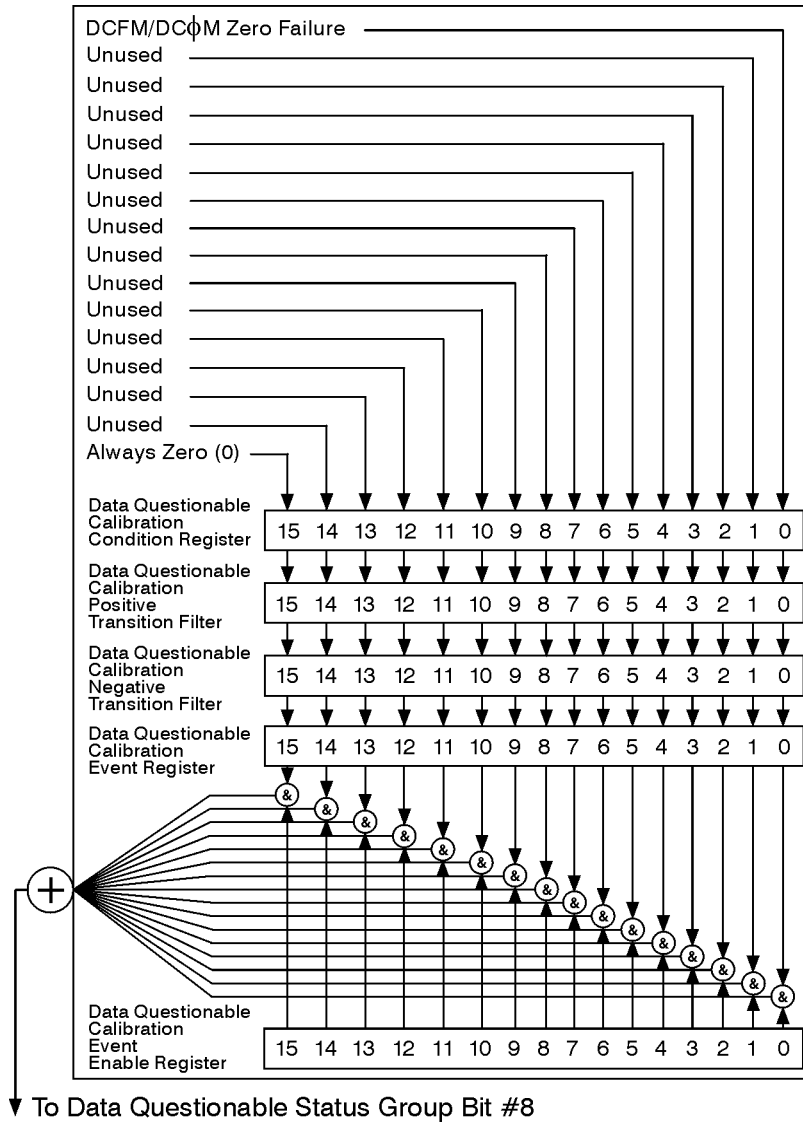 DCFM/DCϕM Zero Failure
Unused
Unused
Unused
Unused
Unused
Unused
Unused
Unused
Unused
Unused
Unused
Unused
Unused
Unused
Always Zero (0)
Data Questionable
Calibration
Condition Register
15 14 13 12 11 10 9 8 7 6 5 4 3 2 1 0
Data Questionable
Calibration
Positive
Transition Filter
15 14 13 12 11 10 9 8 7 6 5 4 3 2 1 0
Data Questionable
Calibration
Negative
Transition Filter
15 14 13 12 11 10 9 8 7 6 5 4 3 2 1 0
Data Questionable
Calibration
Event Register
15 14 13 12 11 10 9 8 7 6 5 4 3 2 1 0
& & & & & & & & & & & & & & & &
+
Data Questionable
Calibration
Event
Enable Register
15 14 13 12 11 10 9 8 7 6 5 4 3 2 1 0
To Data Questionable Status Group Bit #8